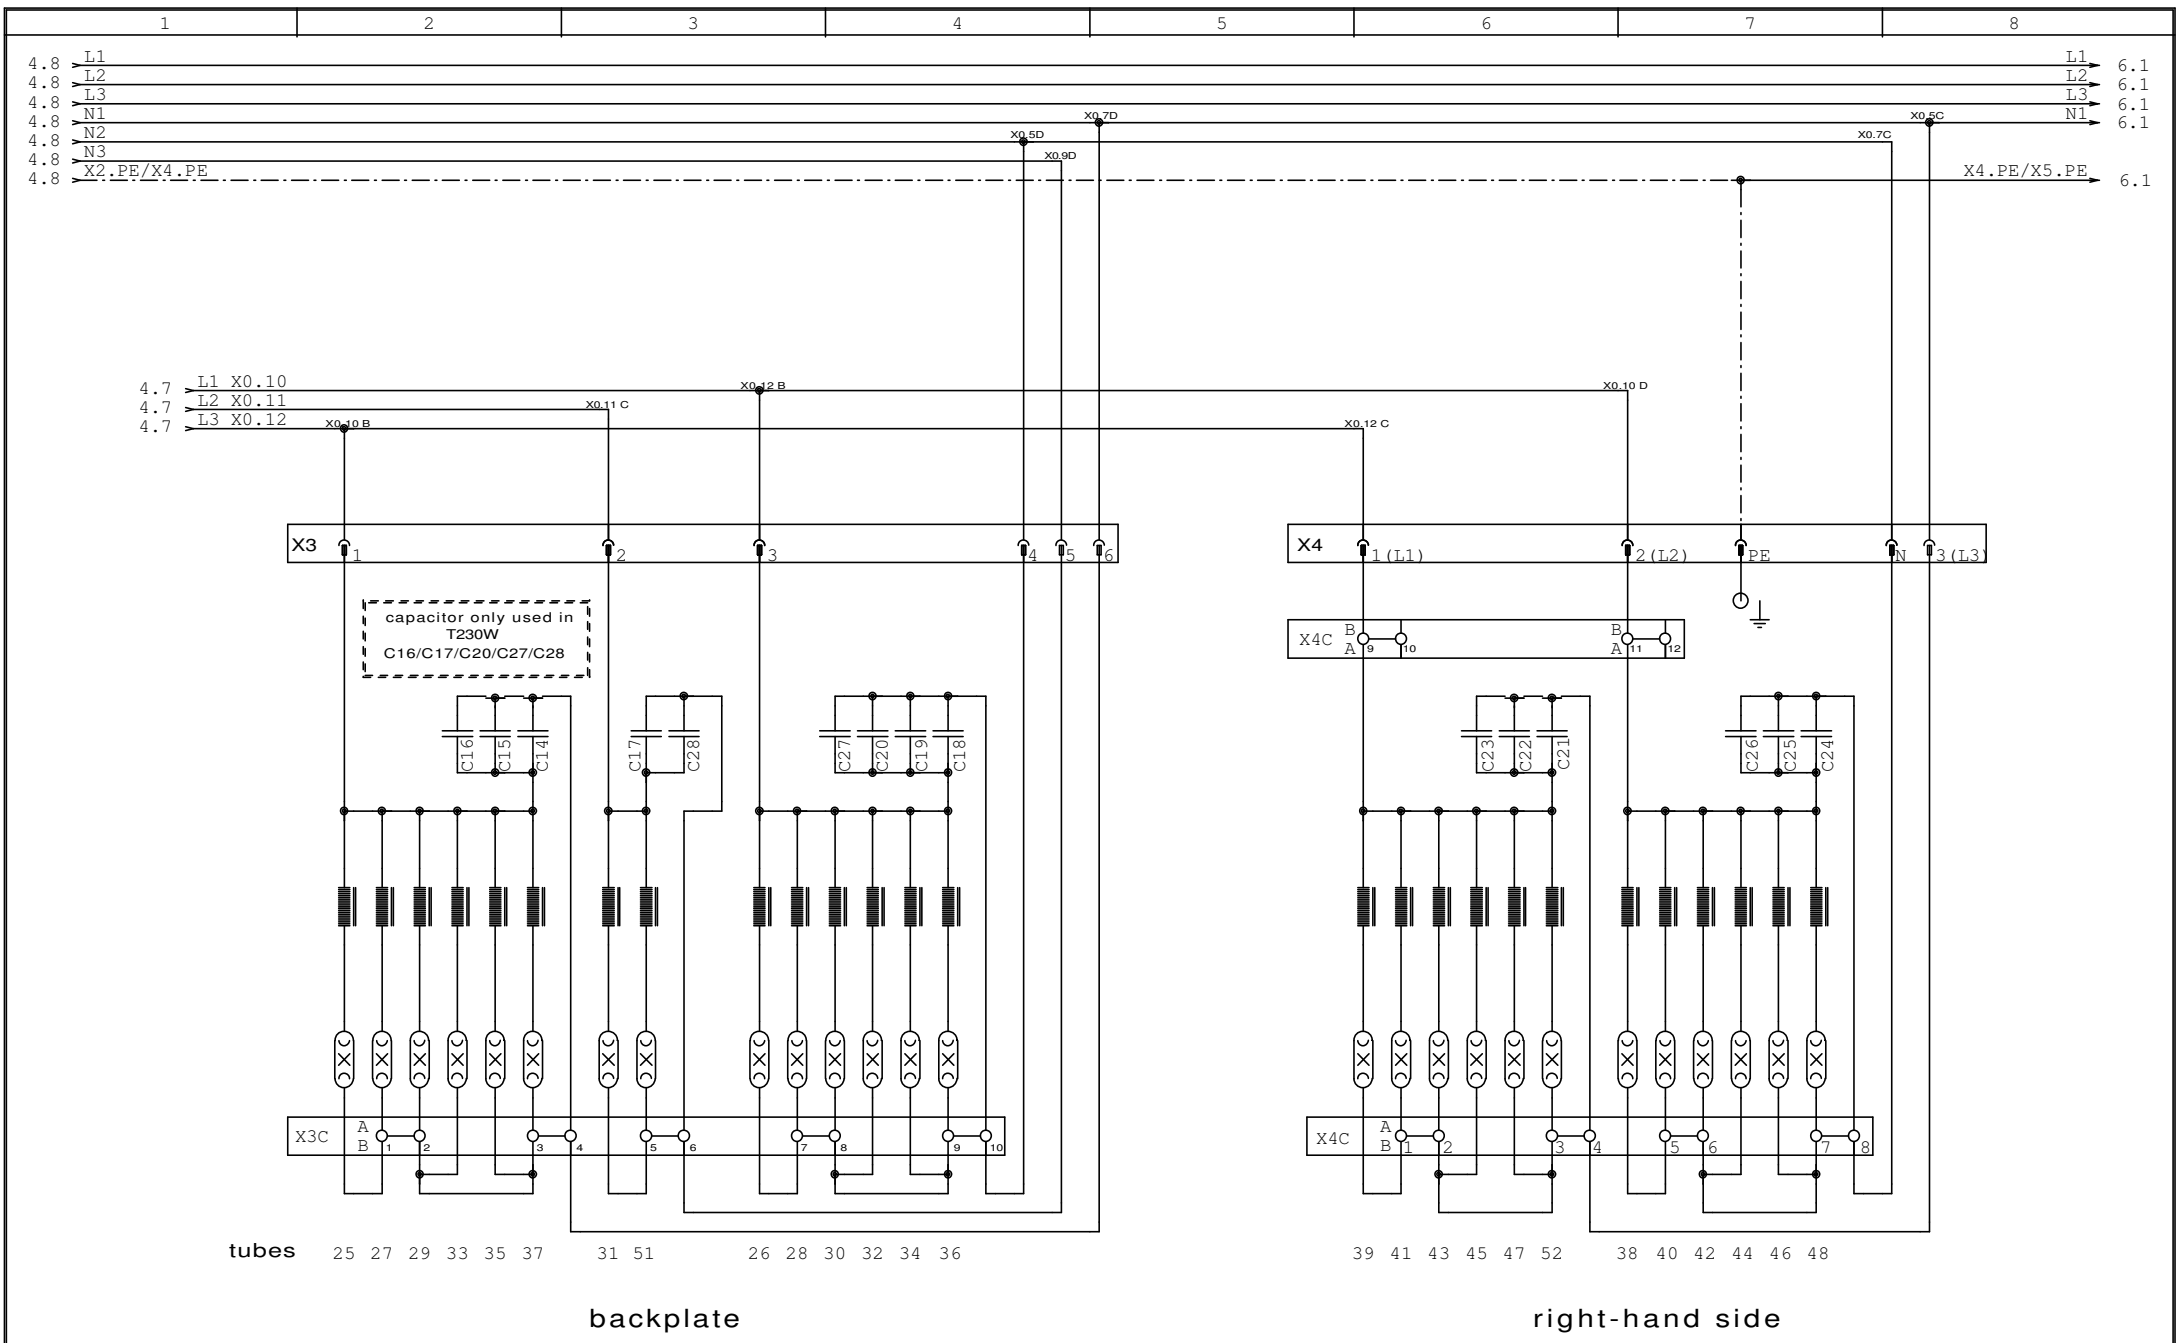 1 2 3 4 5 6 7 8
4.8 L1 L1 6.1
4.8 L2 L2 6.1
4.8 L3 L3 6.1
4.8 N1 X0.7D X0.5C N1 6.1
4.8 N2 X0.5D X0.7C
4.8 N3 X0.9D
4.8 X2.PE/X4.PE X4.PE/X5.PE 6.1
4.7 L1 X0.10 X0.12 B X0.10 D
4.7 L2 X0.11 X0.11 C
4.7 L3 X0.12 X0.10 B X0.12 C
X3 1 2 3 4 5 6 X4 1(L1) 2(L2) PE N 3(L3)
capacitor only used in
T230W
C16/C17/C20/C27/C28
X4C B A 9 10 B A 11 12
C16 C15 C14 C17 C28 C27 C20 C19 C18 C23 C22 C21 C26 C25 C24
X3C A B 1 2 3 4 5 6 7 8 9 10 X4C A B 1 2 3 4 5 6 7 8
tubes 25 27 29 33 35 37 31 51 26 28 30 32 34 36 39 41 43 45 47 52 38 40 42 44 46 48
backplate right-hand side